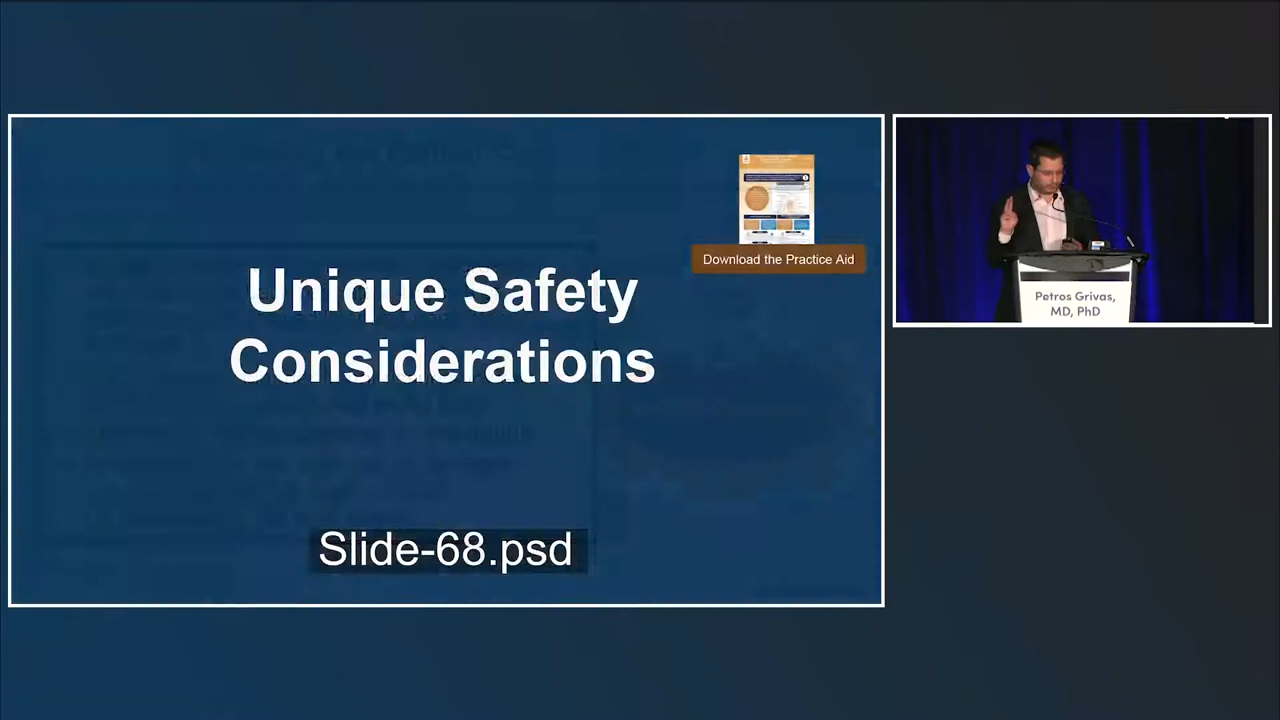 Unique Safety
Considerations
Slide-68.psd
Download the Practice Aid
Petros Grivas,
MD, PhD